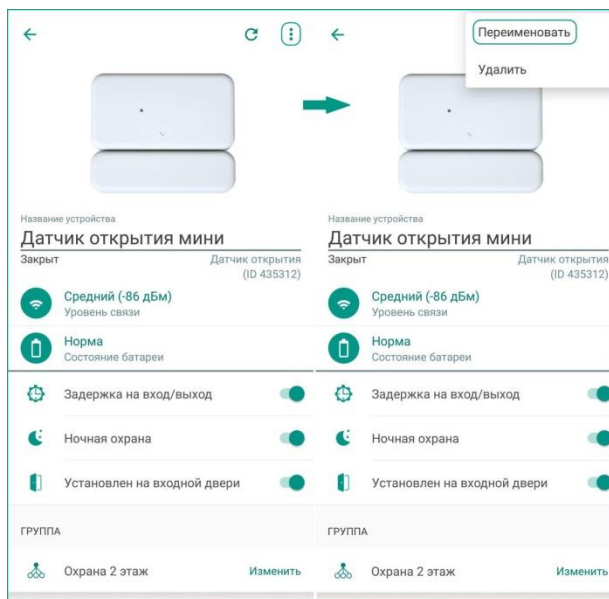 Название устройства
Датчик открытия мини
Закрыт
Датчик открытия
(ID 435312)
Средний (-86 дБм)
Уровень связи
Норма
Состояние батареи
Задержка на вход/выход
Ночная охрана
Установлен на входной двери
ГРУППА
Охрана 2 этаж
Изменить
Переименовать
Удалить
Название устройства
Датчик открытия мини
Закрыт
Датчик открытия
(ID 435312)
Средний (-86 дБм)
Уровень связи
Норма
Состояние батареи
Задержка на вход/выход
Ночная охрана
Установлен на входной двери
ГРУППА
Охрана 2 этаж
Изменить